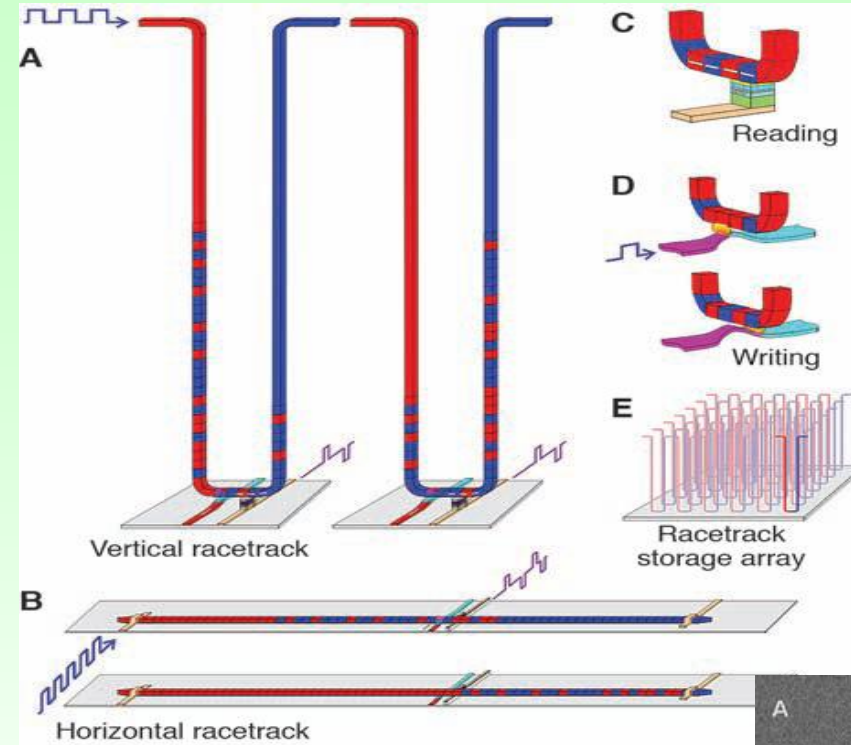 A
Vertical racetrack
B
Horizontal racetrack
C
Reading
D
Writing
E
Racetrack
storage array
A